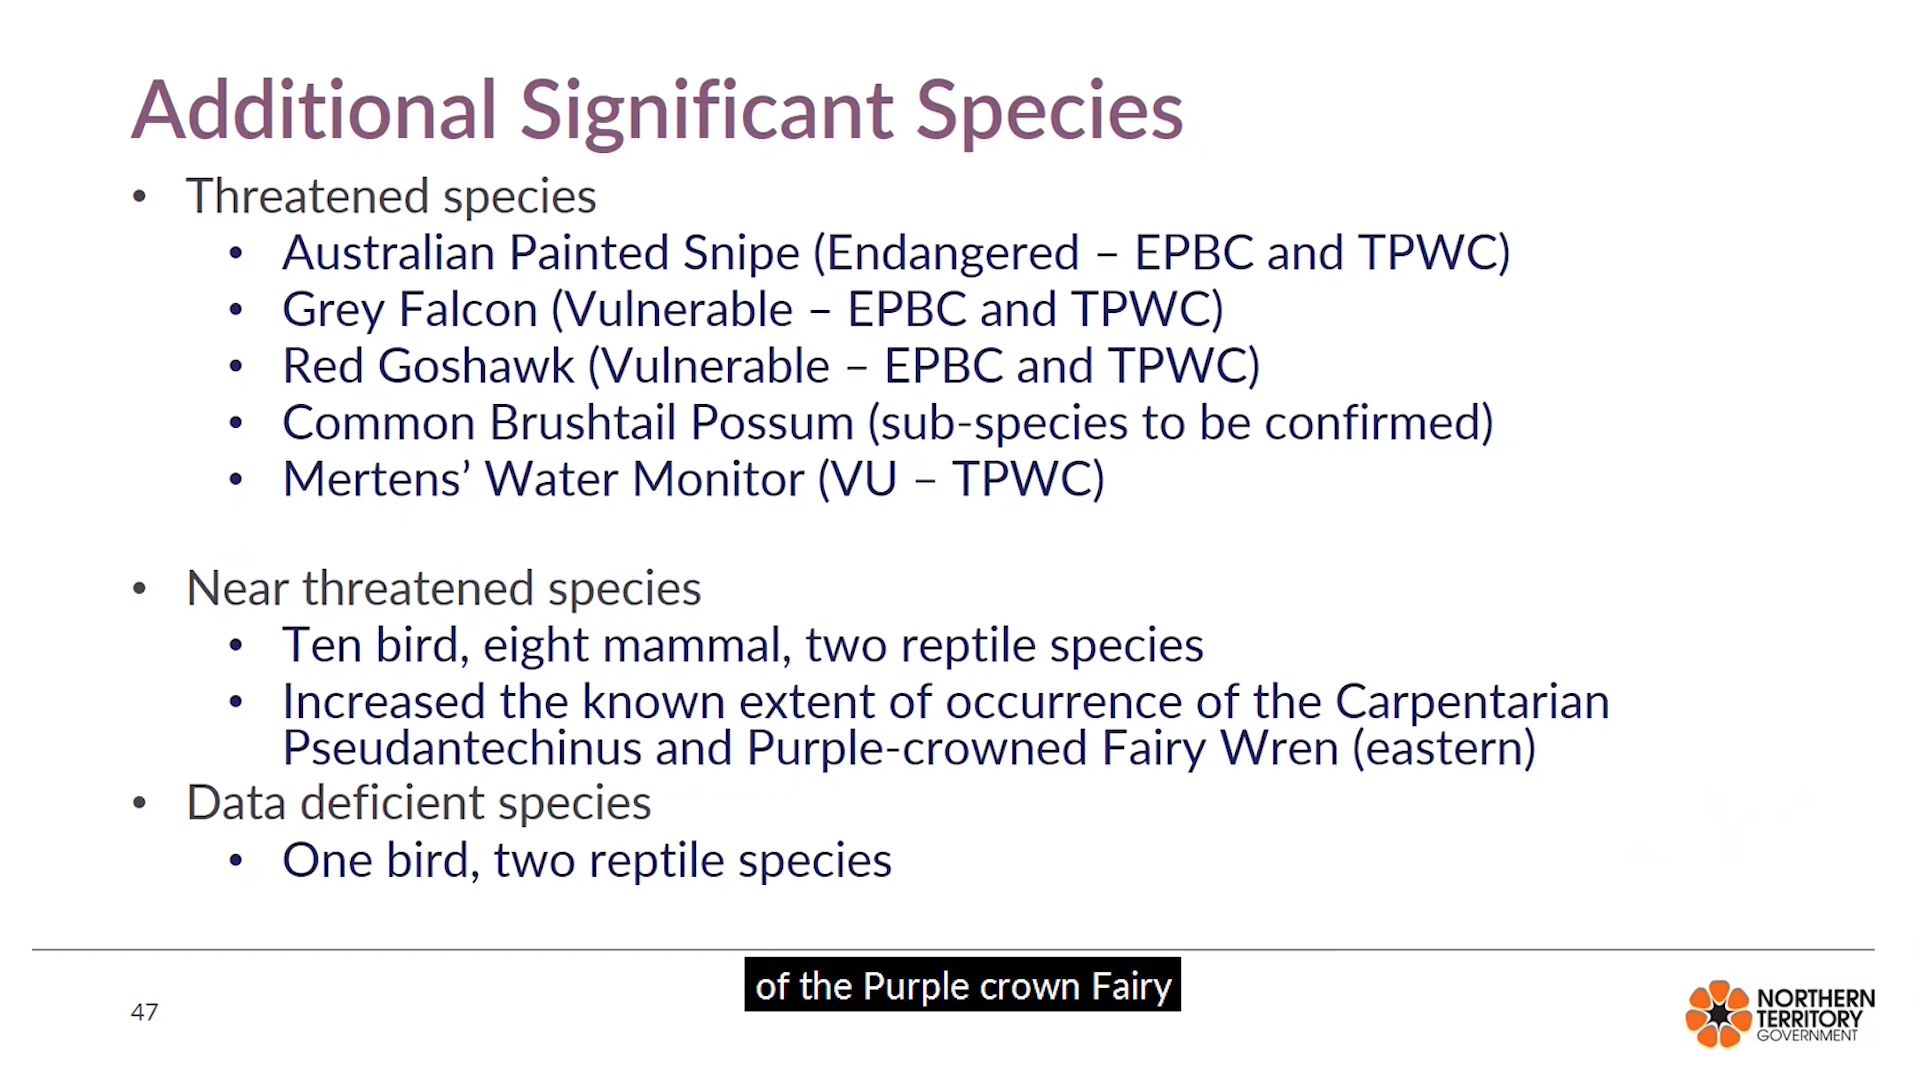 Additional Significant Species
• Threatened species
• Australian Painted Snipe (Endangered – EPBC and TPWC)
• Grey Falcon (Vulnerable – EPBC and TPWC)
• Red Goshawk (Vulnerable – EPBC and TPWC)
• Common Brushtail Possum (sub-species to be confirmed)
• Mertens’ Water Monitor (VU – TPWC)
• Near threatened species
• Ten bird, eight mammal, two reptile species
• Increased the known extent of occurrence of the Carpentarian
Pseudantechinus and Purple-crowned Fairy Wren (eastern)
• Data deficient species
• One bird, two reptile species
of the Purple crown Fairy
47
NORTHERN
TERRITORY
GOVERNMENT